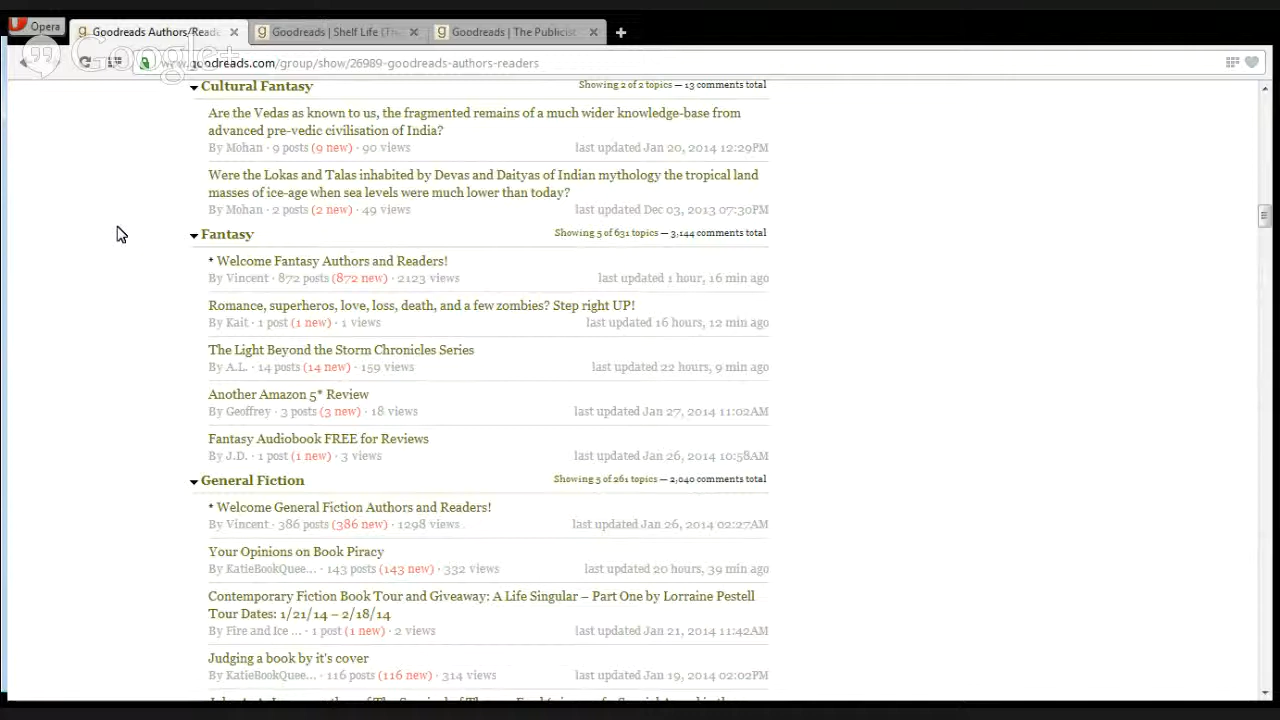 Opera
Goodreads Authors/Reade
Goodreads | Shelf Life (Th
Goodreads | The Publicist
Google+
www.goodreads.com/group/show/26989-goodreads-authors-readers
Cultural Fantasy
Showing 2 of 2 topics — 13 comments total
Are the Vedas as known to us, the fragmented remains of a much wider knowledge-base from
advanced pre-vedic civilisation of India?
By Mohan · 9 posts (9 new) · 90 views
last updated Jan 20, 2014 12:29PM
Were the Lokas and Talas inhabited by Devas and Daityas of Indian mythology the tropical land
masses of ice-age when sea levels were much lower than today?
By Mohan · 2 posts (2 new) · 49 views
last updated Dec 03, 2013 07:30PM
Fantasy
Showing 5 of 631 topics — 3,144 comments total
* Welcome Fantasy Authors and Readers!
By Vincent · 872 posts (872 new) · 2123 views
last updated 1 hour, 16 min ago
Romance, superheros, love, loss, death, and a few zombies? Step right UP!
By Kait · 1 post (1 new) · 1 views
last updated 16 hours, 12 min ago
The Light Beyond the Storm Chronicles Series
By A.L. · 14 posts (14 new) · 159 views
last updated 22 hours, 9 min ago
Another Amazon 5* Review
By Geoffrey · 3 posts (3 new) · 18 views
last updated Jan 27, 2014 11:02AM
Fantasy Audiobook FREE for Reviews
By J.D. · 1 post (1 new) · 3 views
last updated Jan 26, 2014 10:58AM
General Fiction
Showing 5 of 261 topics — 2,040 comments total
* Welcome General Fiction Authors and Readers!
By Vincent · 386 posts (386 new) · 1298 views
last updated Jan 26, 2014 02:27AM
Your Opinions on Book Piracy
By KatieBookQuee... · 143 posts (143 new) · 332 views
last updated 20 hours, 39 min ago
Contemporary Fiction Book Tour and Giveaway: A Life Singular – Part One by Lorraine Pestell
Tour Dates: 1/21/14 – 2/18/14
By Fire and Ice ... · 1 post (1 new) · 2 views
last updated Jan 21, 2014 11:42AM
Judging a book by it's cover
By KatieBookQuee... · 116 posts (116 new) · 314 views
last updated Jan 19, 2014 02:02PM